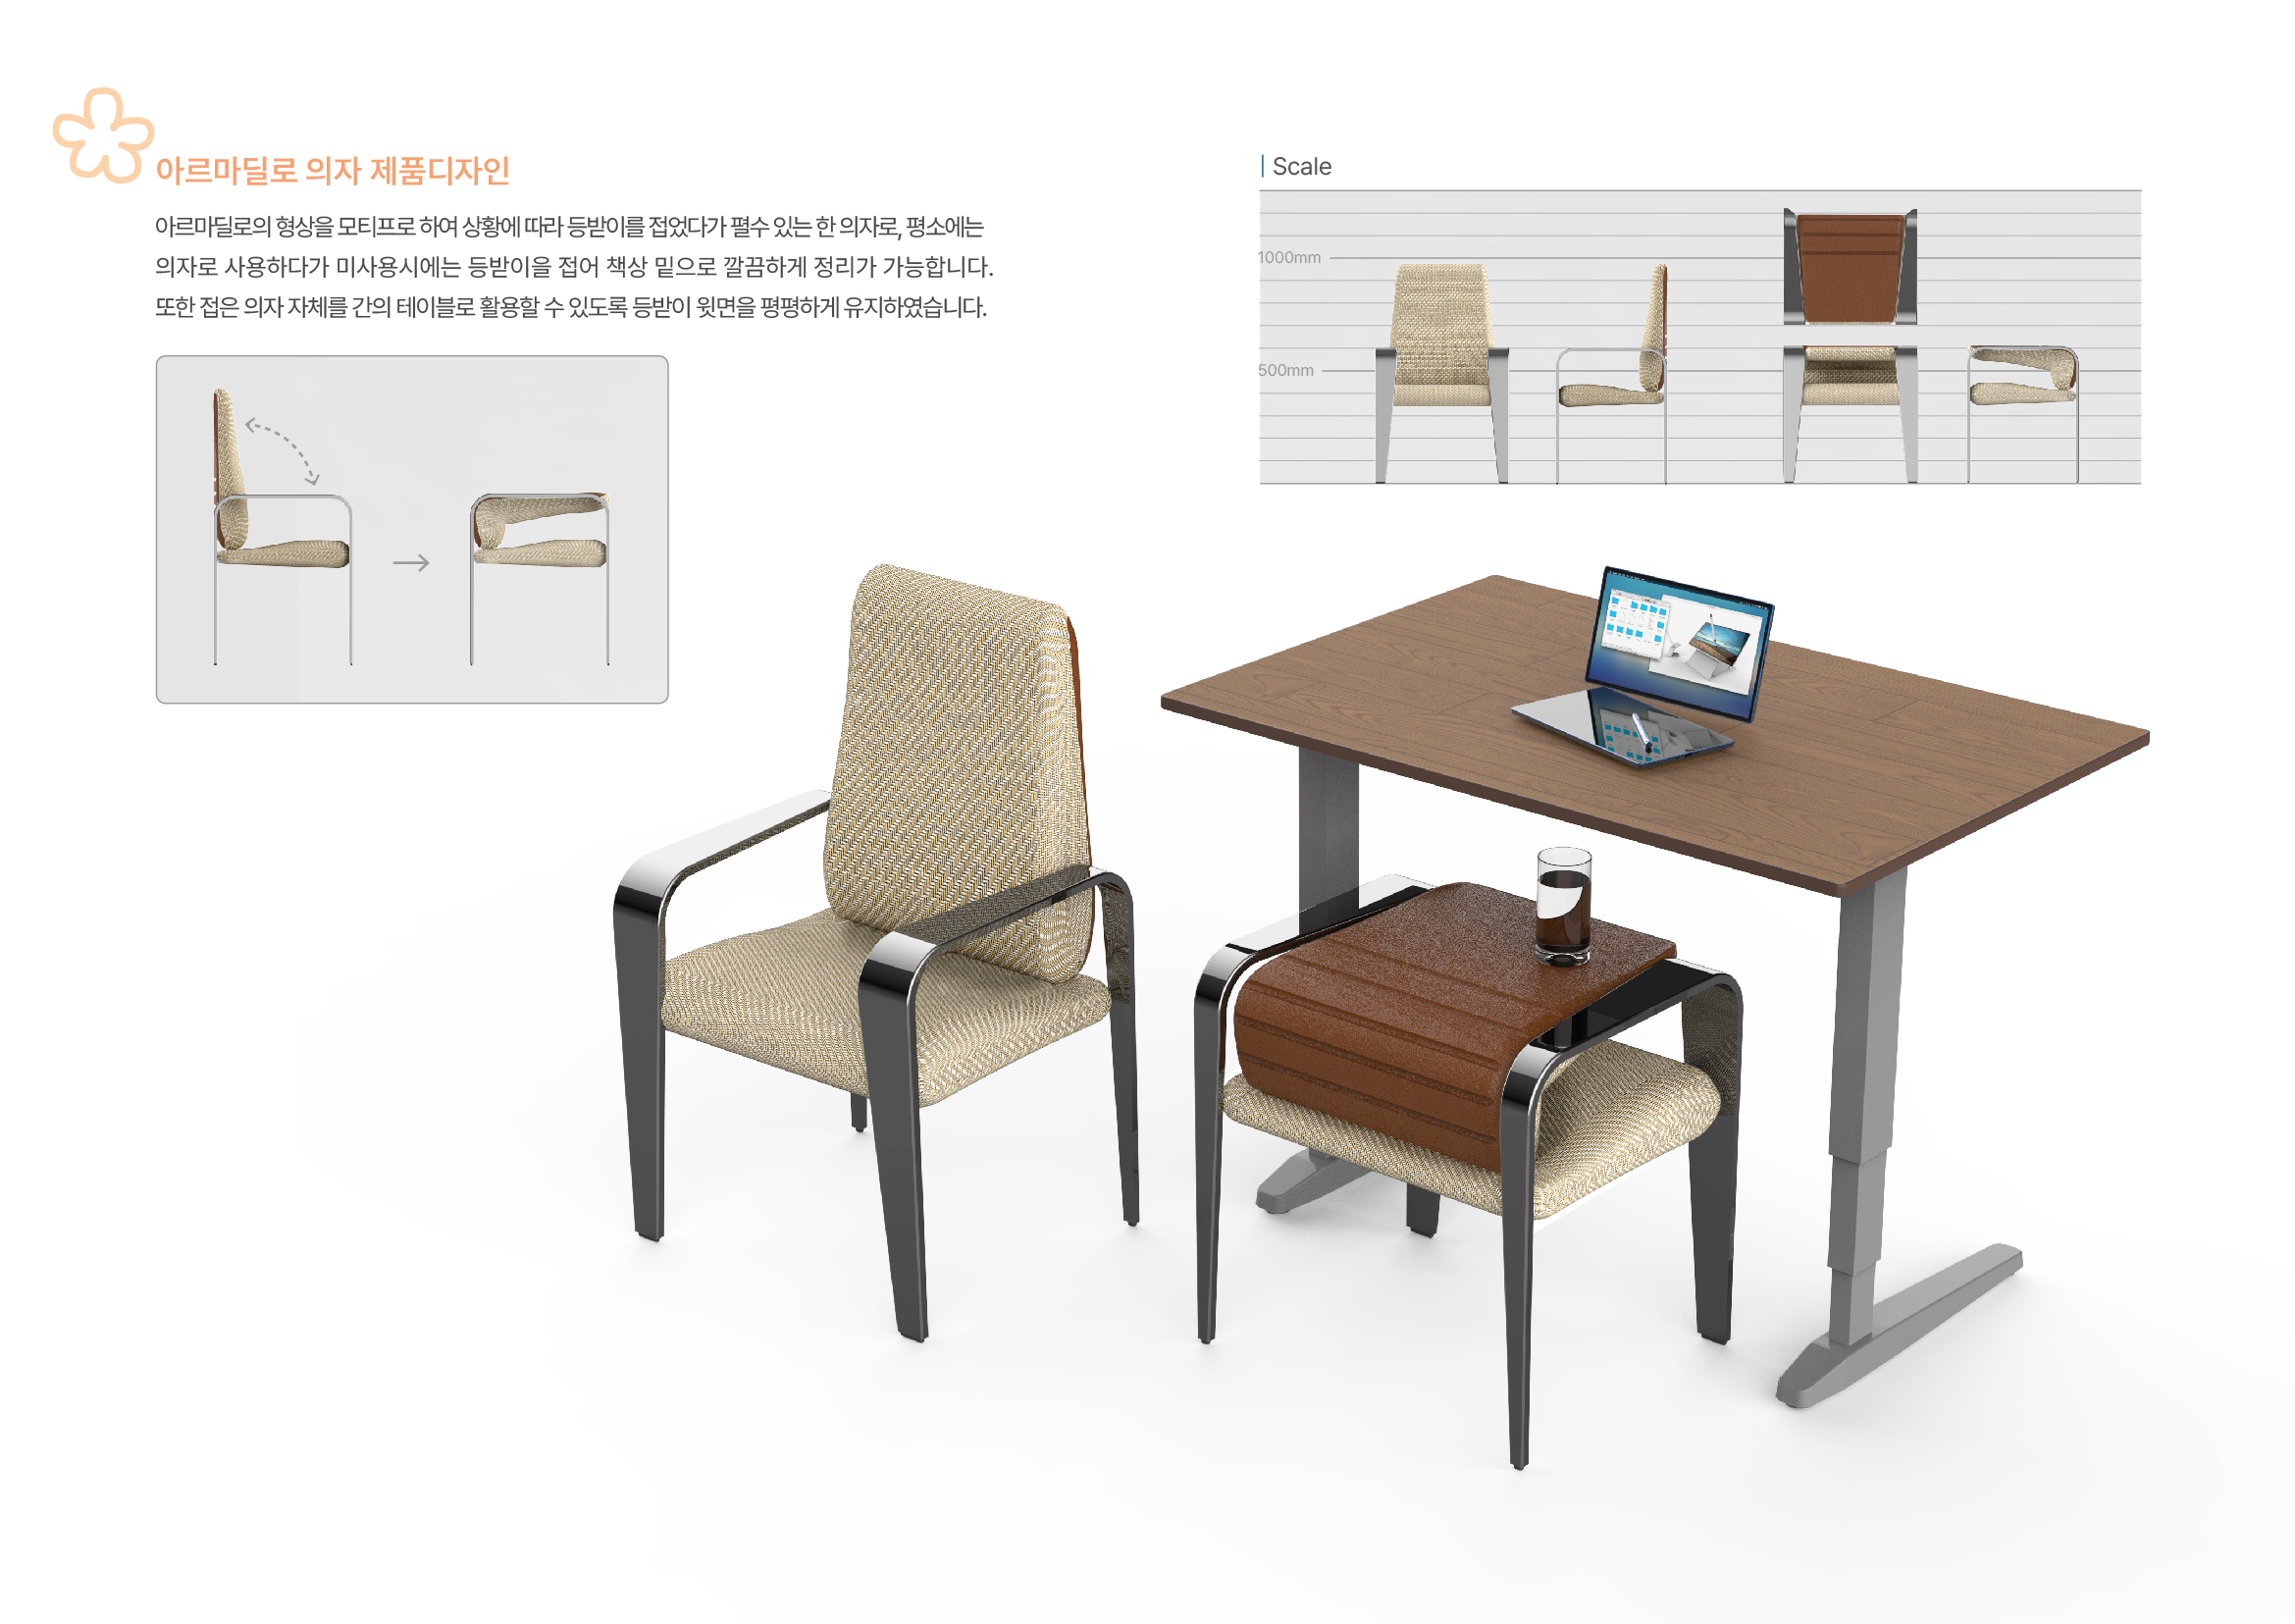 아르마딜로 의자 제품디자인
아르마딜로의 형상을 모티프로 하여 상황에 따라 등받이를 접었다가 펼수 있는 한 의자로, 평소에는
의자로 사용하다가 미사용시에는 등받이을 접어 책상 밑으로 깔끔하게 정리가 가능합니다.
또한 접은 의자 자체를 간의 테이블로 활용할 수 있도록 등받이 윗면을 평평하게 유지하였습니다.
Scale
1000mm
500mm